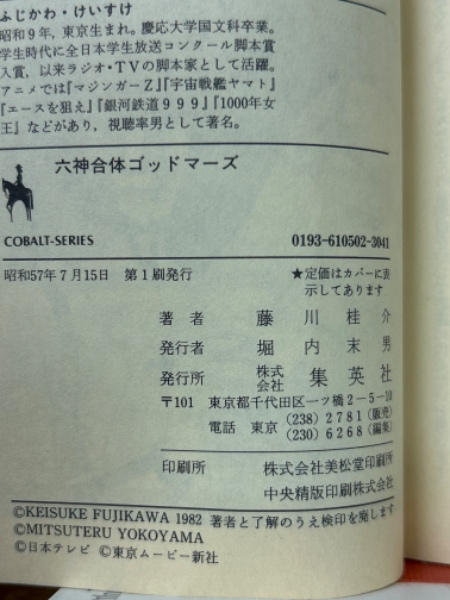 ふじかわ・けいすけ
昭和9年，東京生まれ。慶応大学国文科卒業。
学生時代に全日本学生放送コンクール脚本賞
入賞，以来ラジオ・TVの脚本家として活躍。
アニメでは『マジンガーZ』『宇宙戦艦ヤマト』
『エースを狙え』『銀河鉄道999』『1000年女
王』などがあり，視聴率男として著名。
六神合体ゴッドマーズ
COBALT-SERIES 0193-610502-3041
昭和57年7月15日 第1刷発行 ★定価はカバーに表
示してあります
著者 藤川桂介
発行者 堀内末男
発行所 株式会社 集英社
〒101 東京都千代田区一ツ橋2－5－10
電話 東京 (238) 2781 (販売)
(230) 6268 (編集)
印刷所 株式会社美松堂印刷所
中央精版印刷株式会社
©KEISUKE FUJIKAWA 1982 著者と了解のうえ検印を廃します
©MITSUTERU YOKOYAMA
©日本テレビ ©東京ムービー新社